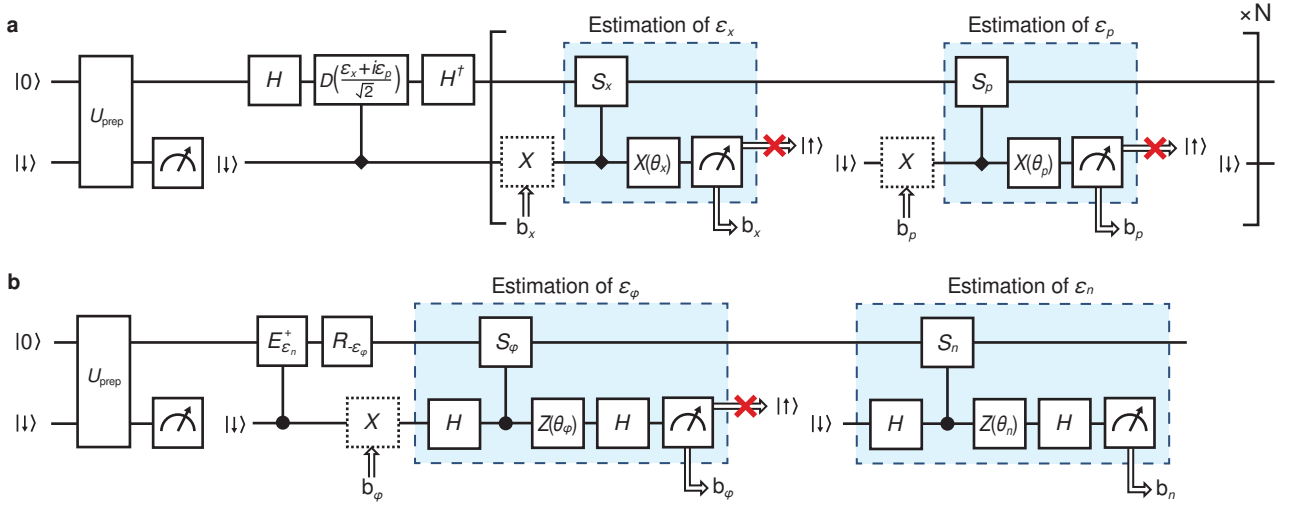 a
Estimation of εx
Estimation of εp
×N
|0⟩
Uprep
H
D(εx+iεp/√2)
H†
Sx
Sp
|↓⟩
|↓⟩
X
X(θx)
|↑⟩
|↓⟩
X
X(θp)
|↑⟩
|↓⟩
bx
bx
bp
bp
b
Estimation of εφ
Estimation of εn
|0⟩
Uprep
E+εn
R-εφ
Sφ
Sn
|↓⟩
|↓⟩
X
H
Z(θφ)
H
|↑⟩
|↓⟩
H
Z(θn)
H
bφ
bφ
bn